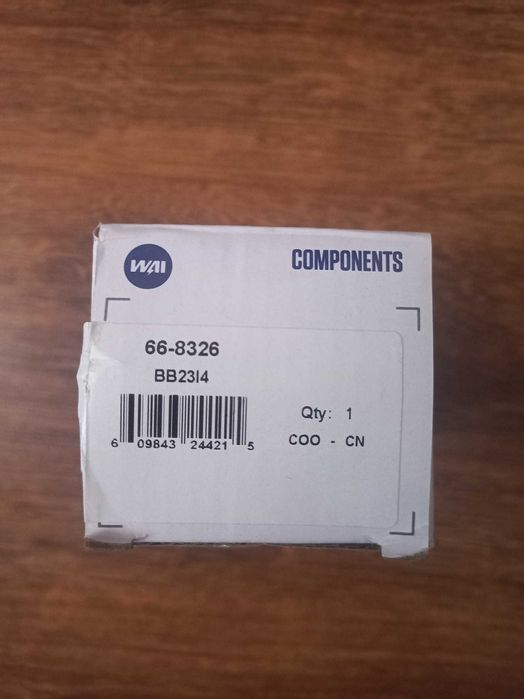 WAI COMPONENTS
66-8326
BB23I4
6 09843 24421 5
Qty: 1
COO - CN